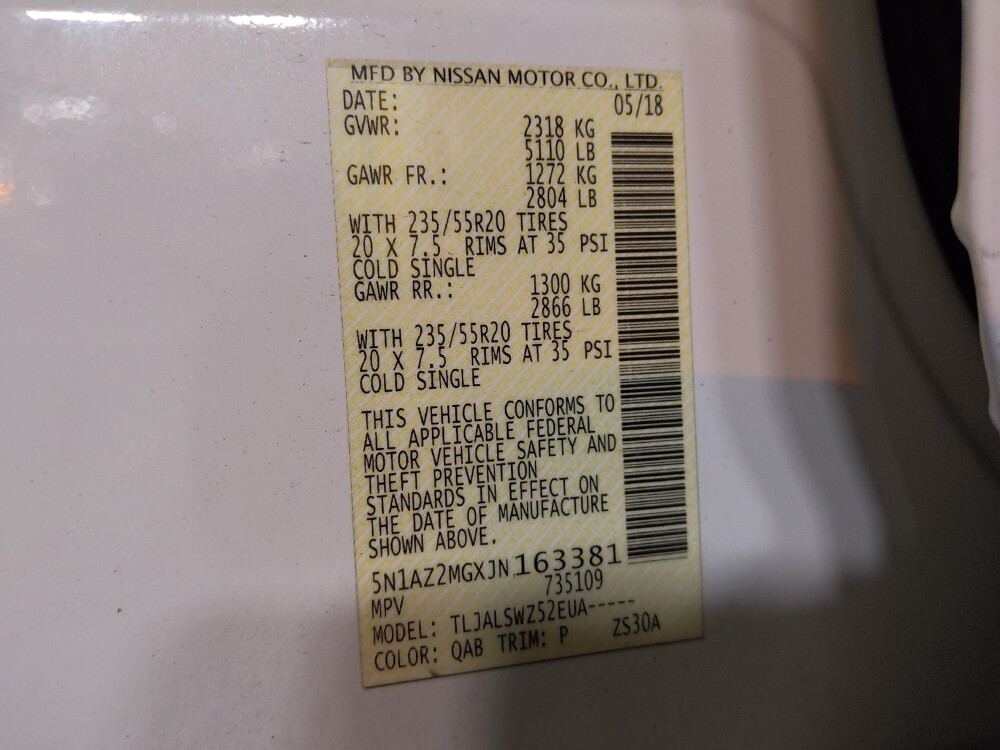 MFD BY NISSAN MOTOR CO., LTD.
DATE: 05/18
GVWR: 2318 KG
5110 LB
GAWR FR.: 1272 KG
2804 LB
WITH 235/55R20 TIRES
20 X 7.5 RIMS AT 35 PSI
COLD SINGLE
GAWR RR.: 1300 KG
2866 LB
WITH 235/55R20 TIRES
20 X 7.5 RIMS AT 35 PSI
COLD SINGLE
THIS VEHICLE CONFORMS TO
ALL APPLICABLE FEDERAL
MOTOR VEHICLE SAFETY AND
THEFT PREVENTION
STANDARDS IN EFFECT ON
THE DATE OF MANUFACTURE
SHOWN ABOVE.
5N1AZ2MGXJN163381
MPV 735109
MODEL: TLJALSWZ52EUA-----
COLOR: QAB TRIM: P ZS30A